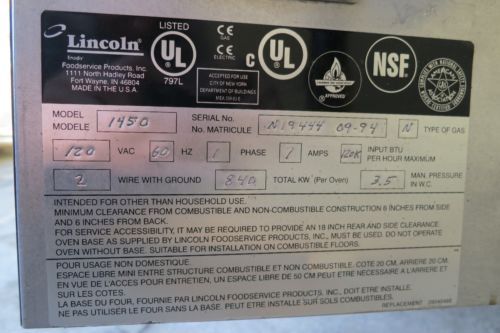 Lincoln
Foodservice Products, Inc.
1111 North Hadley Road
Fort Wayne, IN 46804
MADE IN THE U.S.A.
LISTED
UL
797L
CE
GAS
CE
ELECTRIC
ACCEPTED FOR USE
CITY OF NEW YORK
DEPARTMENT OF BUILDINGS
C UL
APPROVED
NSF
MODEL
MODELE 1450
SERIAL No.
No. MATRICULE N19444 09-94 N TYPE OF GAS
120 VAC 60 HZ 1 PHASE 7 AMPS 120K INPUT BTU
PER HOUR MAXIMUM
2 WIRE WITH GROUND 840 TOTAL KW (Per Oven) 3.5 MAN. PRESSURE
IN W.C.
INTENDED FOR OTHER THAN HOUSEHOLD USE.
MINIMUM CLEARANCE FROM COMBUSTIBLE AND NON-COMBUSTIBLE CONSTRUCTION 6 INCHES FROM SIDE
AND 6 INCHES FROM BACK.
FOR SERVICE ACCESSIBILITY, IT MAY BE REQUIRED TO PROVIDE AN 18 INCH REAR AND SIDE CLEARANCE.
OVEN BASE AS SUPPLIED BY LINCOLN FOODSERVICE PRODUCTS, INC., MUST BE USED. DO NOT OPERATE
OVEN WITHOUT BASE. SUITABLE FOR INSTALLATION ON COMBUSTIBLE FLOORS.
POUR USAGE NON DOMESTIQUE.
ESPACE LIBRE MINI ENTRE STRUCTURE COMBUSTIBLE ET NON COMBUSTIBLE. COTE 20 CM, ARRIERE 20 CM.
EN VUE DE L'ACCES POUR ENTRETIEN, UN ESPACE LIBRE DE 50 CM PEUT ETRE NECESSAIRE A L'ARRIERE ET
SUR LES COTES.
LA BASE DU FOUR, FOURNIE PAR LINCOLN FOODSERVICE PRODUCTS, INC., DOIT ETRE INSTALLE.
NE PAS UTILISER LE FOUR SANS LA BASE. PEUT ÊTRE INSTALLE SUR SOLS COMBUSTIBLES.
REPLACEMENT